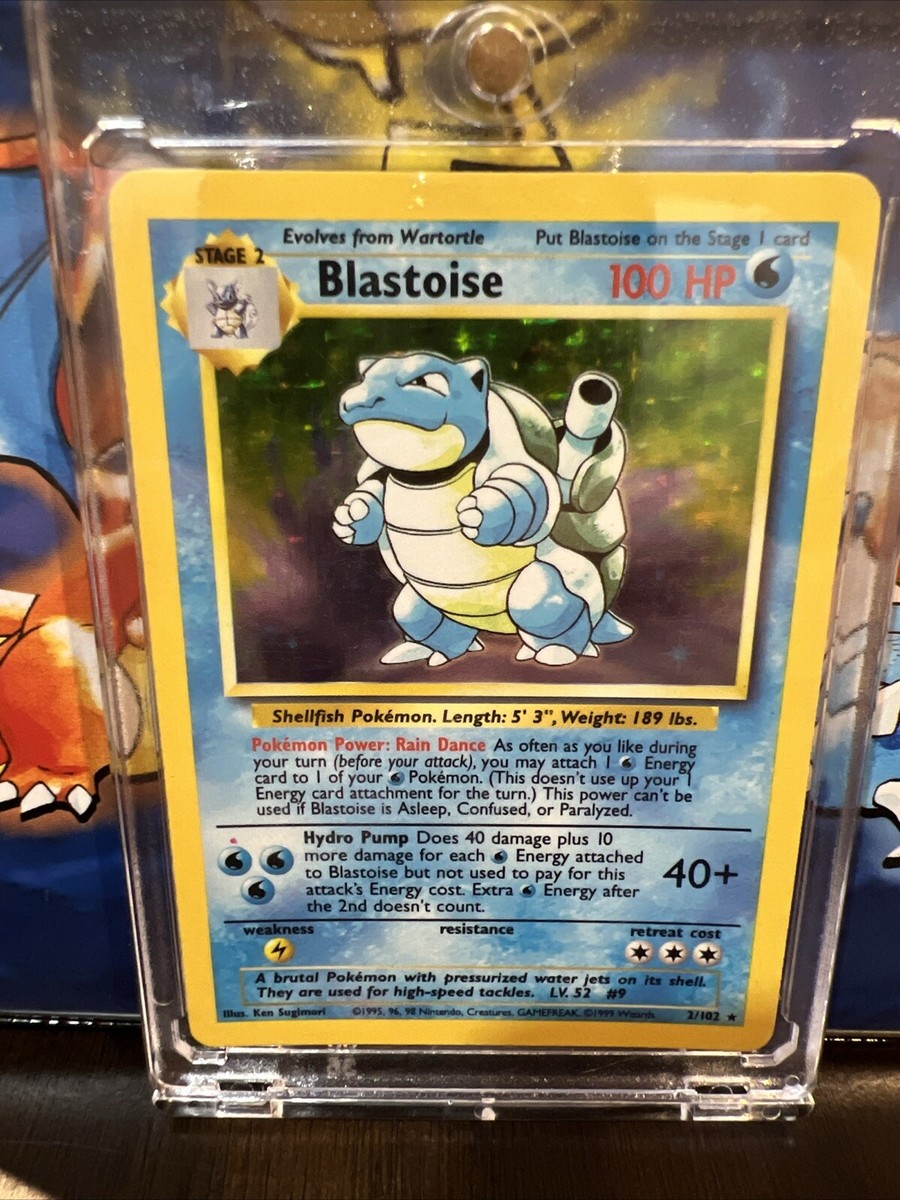 Evolves from Wartortle Put Blastoise on the Stage 1 card
STAGE 2
Blastoise 100 HP
Shellfish Pokémon. Length: 5' 3", Weight: 189 lbs.
Pokémon Power: Rain Dance As often as you like during
your turn (before your attack), you may attach 1 Energy
card to 1 of your Pokémon. (This doesn't use up your 1
Energy card attachment for the turn.) This power can't be
used if Blastoise is Asleep, Confused, or Paralyzed.
Hydro Pump Does 40 damage plus 10
more damage for each Energy attached
to Blastoise but not used to pay for this
attack's Energy cost. Extra Energy after
the 2nd doesn't count.
40+
weakness resistance retreat cost
A brutal Pokémon with pressurized water jets on its shell.
They are used for high-speed tackles. LV. 52 #9
Illus. Ken Sugimori ©1995, 96, 98 Nintendo, Creatures, GAMEFREAK. ©1999 Wizards. 2/102 ★